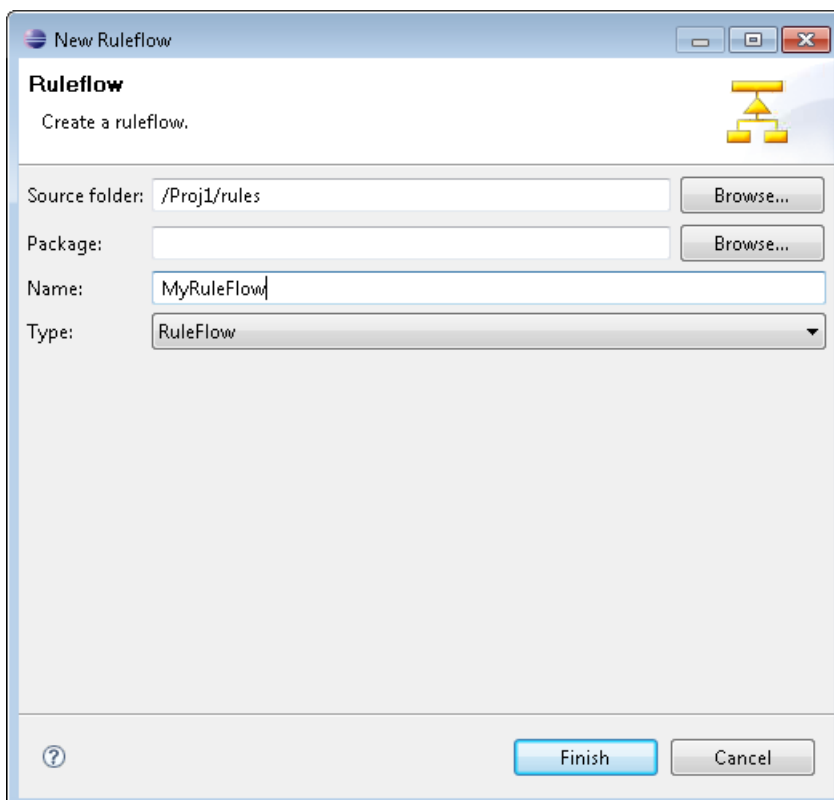 New Ruleflow
Ruleflow
Create a ruleflow.
Source folder: /Proj1/rules Browse...
Package: Browse...
Name: MyRuleFlow
Type: RuleFlow
? Finish Cancel